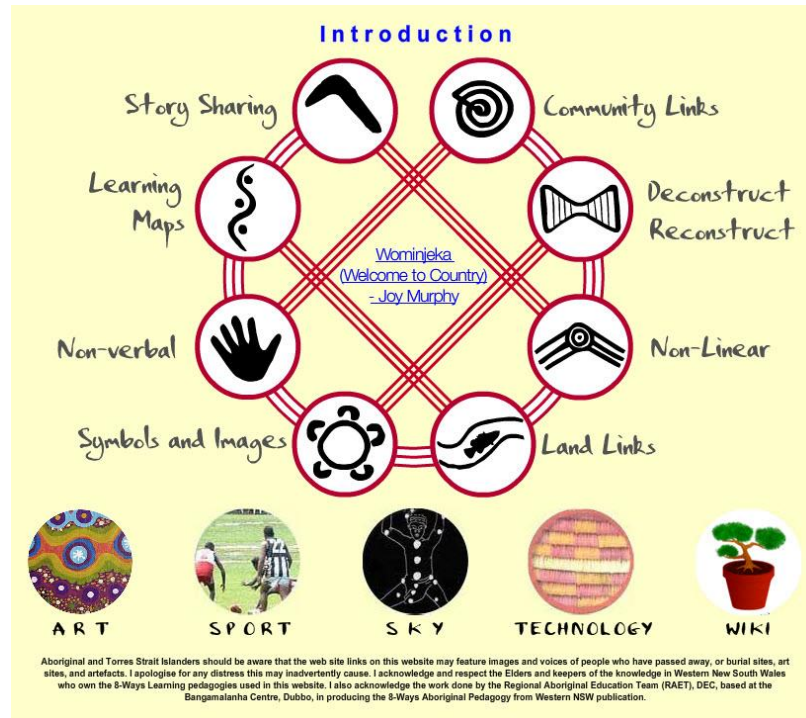 Introduction
Story Sharing
Community Links
Learning
Maps
Deconstruct
Reconstruct
Wominjeka
(Welcome to Country)
- Joy Murphy
Non-verbal
Non-Linear
Symbols and Images
Land Links
ART
SPORT
SKY
TECHNOLOGY
WIKI
Aboriginal and Torres Strait Islanders should be aware that the web site links on this website may feature images and voices of people who have passed away, or burial sites, art
sites, and artefacts. I apologise for any distress this may inadvertently cause. I acknowledge and respect the Elders and keepers of the knowledge in Western New South Wales
who own the 8-Ways Learning pedagogies used in this website. I also acknowledge the work done by the Regional Aboriginal Education Team (RAET), DEC, based at the
Bangamalanha Centre, Dubbo, in producing the 8-Ways Aboriginal Pedagogy from Western NSW publication.